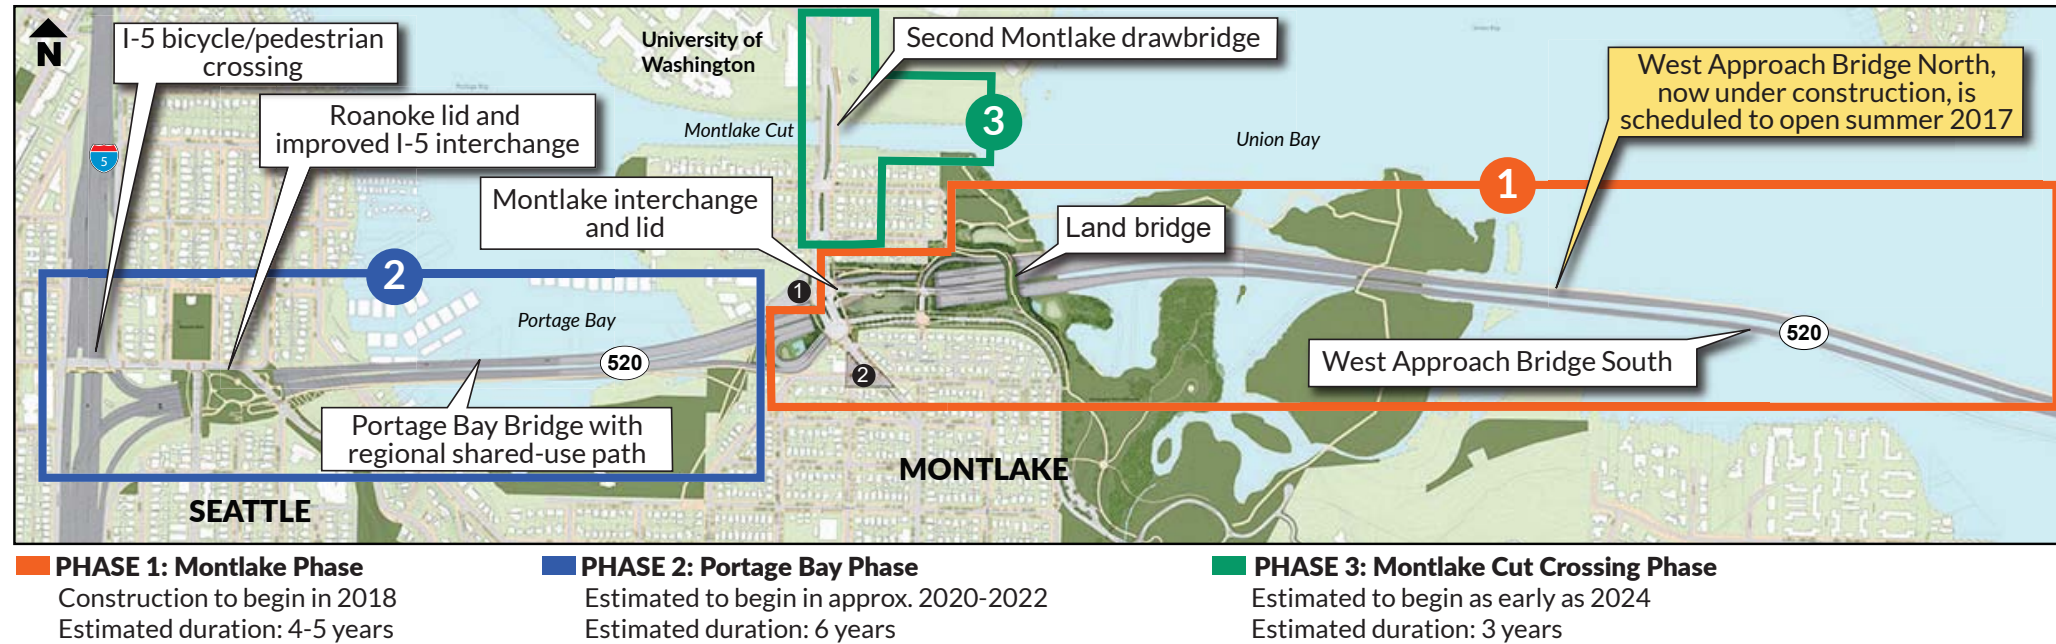 N
I-5 bicycle/pedestrian
crossing
University of
Washington
Second Montlake drawbridge
West Approach Bridge North,
now under construction, is
scheduled to open summer 2017
Roanoke lid and
improved I-5 interchange
5
Montlake Cut
3
Union Bay
Montlake interchange
and lid
Land bridge
1
2
1
Portage Bay
520
2
520
West Approach Bridge South
Portage Bay Bridge with
regional shared-use path
MONTLAKE
SEATTLE
PHASE 1: Montlake Phase
Construction to begin in 2018
Estimated duration: 4-5 years
PHASE 2: Portage Bay Phase
Estimated to begin in approx. 2020-2022
Estimated duration: 6 years
PHASE 3: Montlake Cut Crossing Phase
Estimated to begin as early as 2024
Estimated duration: 3 years